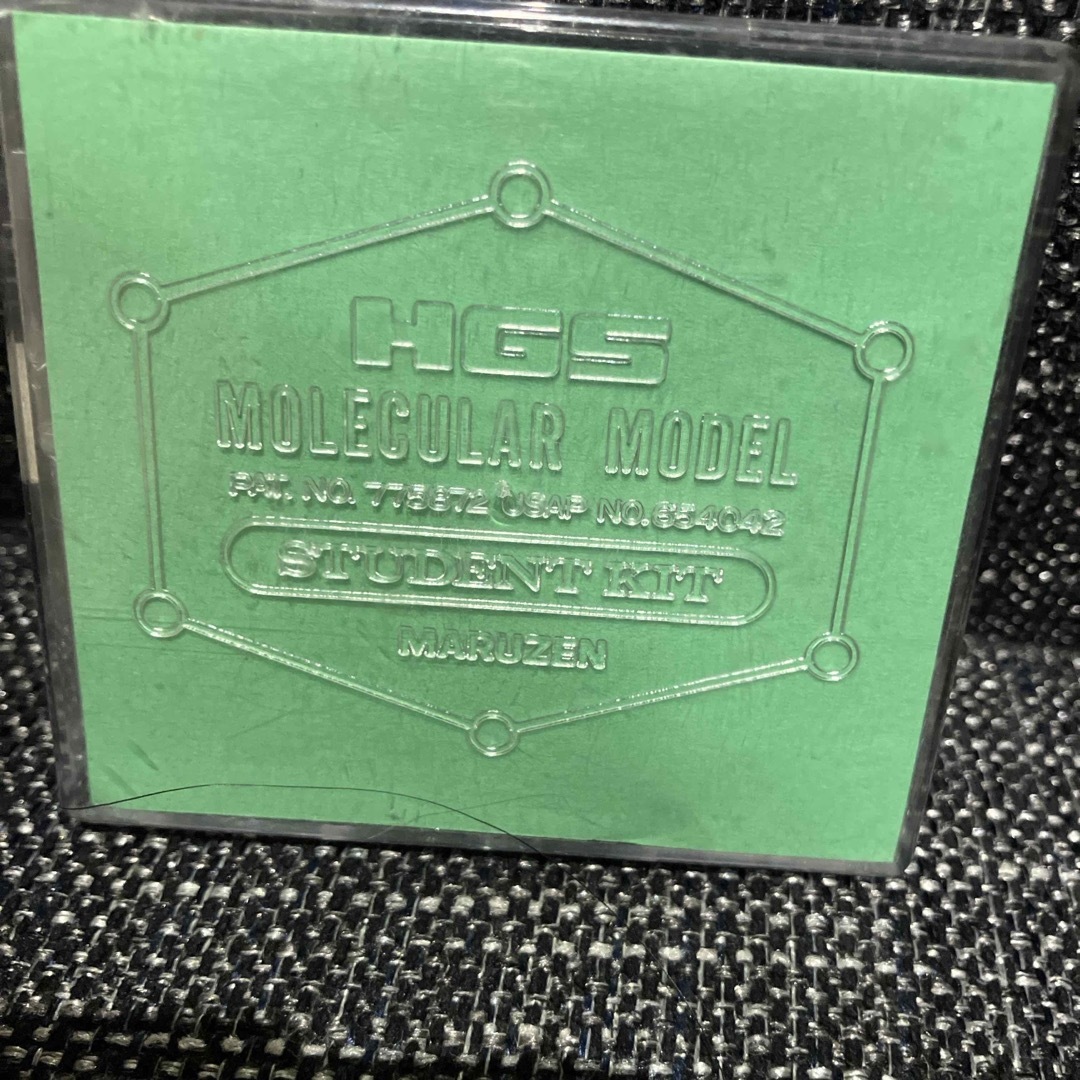 HGS
MOLECULAR MODEL
PAT. NO. 775872 USAP NO. 654042
STUDENT KIT
MARUZEN